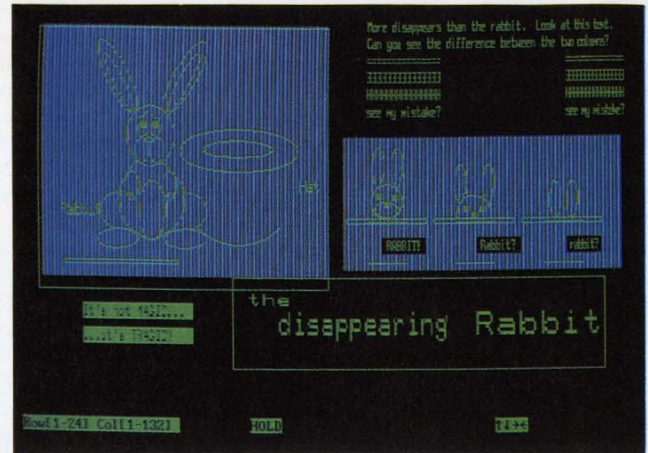 More disappears than the rabbit. Look at this text.
Can you see the difference between the two colums?
see my mistake?
see my mistake?
Hat
Rabbit
RABBIT!
Rabbit?
rabbit?
the
disappearing Rabbit
It's not MAGIC...
...it's TRAGIC!
Row[1-24] Col[1-132]
HOLD
↑↓→←